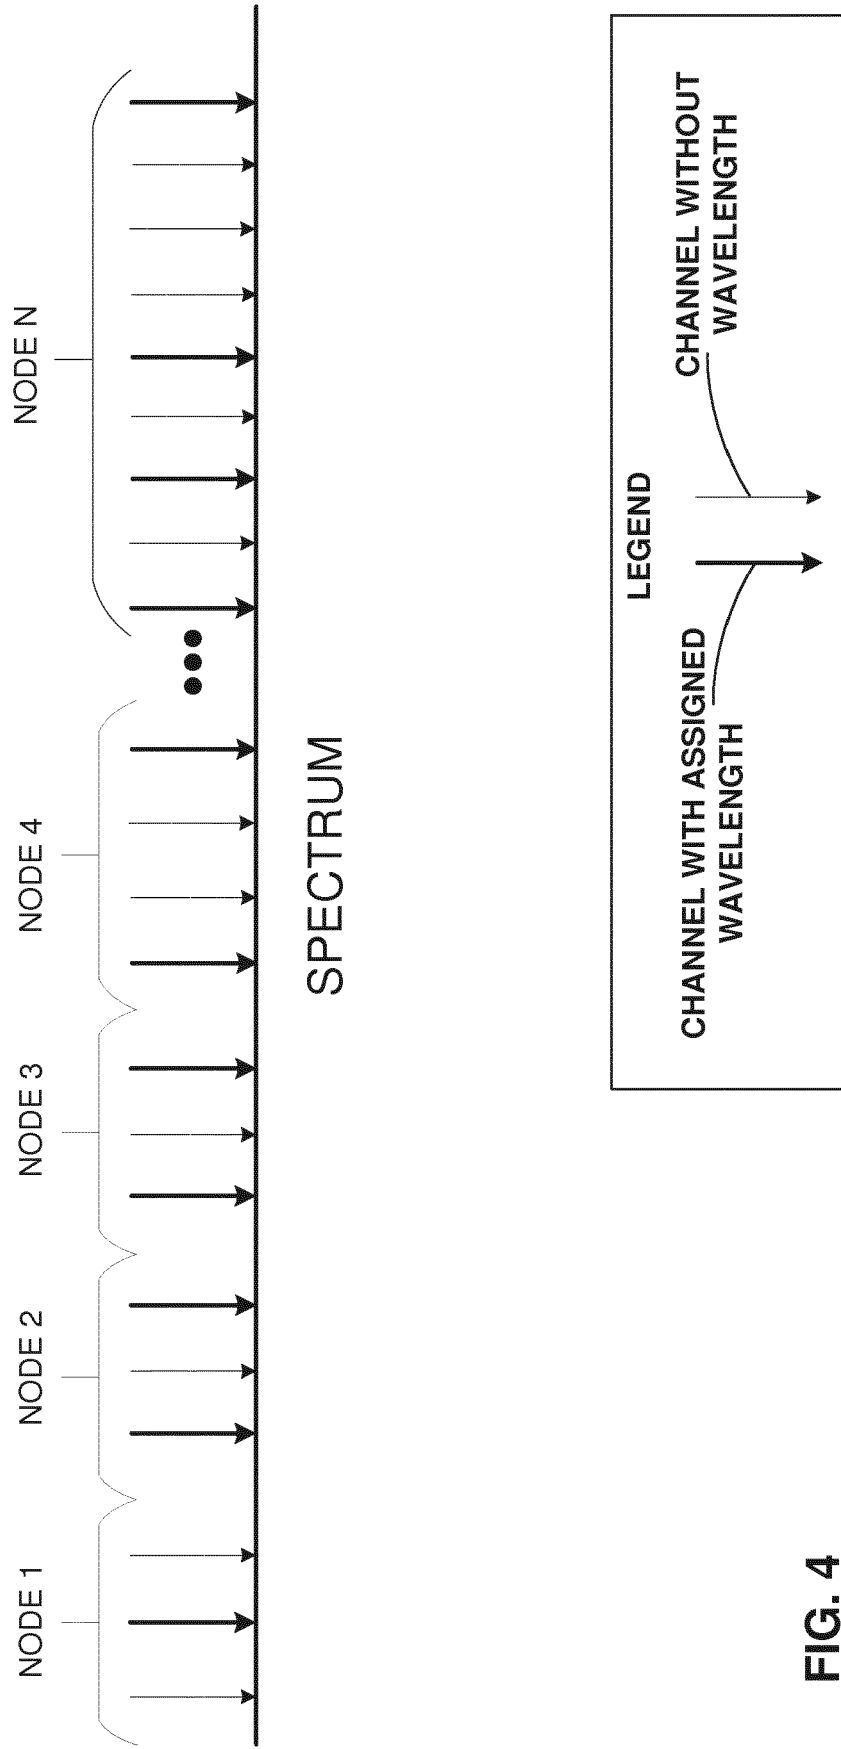 NODE 1
NODE 2
NODE 3
NODE 4
NODE N
SPECTRUM
LEGEND
CHANNEL WITH ASSIGNED
WAVELENGTH
CHANNEL WITHOUT
WAVELENGTH
FIG. 4